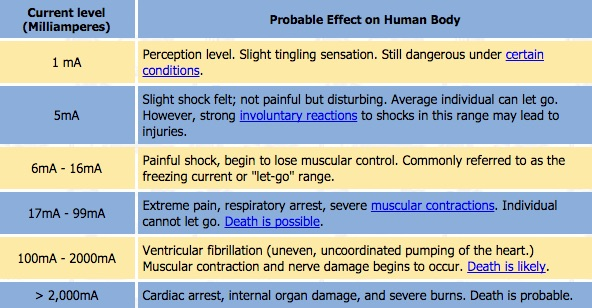 Current level
(Milliamperes)
Probable Effect on Human Body
1 mA
Perception level. Slight tingling sensation. Still dangerous under certain
conditions.
5mA
Slight shock felt; not painful but disturbing. Average individual can let go.
However, strong involuntary reactions to shocks in this range may lead to
injuries.
6mA - 16mA
Painful shock, begin to lose muscular control. Commonly referred to as the
freezing current or "let-go" range.
17mA - 99mA
Extreme pain, respiratory arrest, severe muscular contractions. Individual
cannot let go. Death is possible.
100mA - 2000mA
Ventricular fibrillation (uneven, uncoordinated pumping of the heart.)
Muscular contraction and nerve damage begins to occur. Death is likely.
> 2,000mA
Cardiac arrest, internal organ damage, and severe burns. Death is probable.